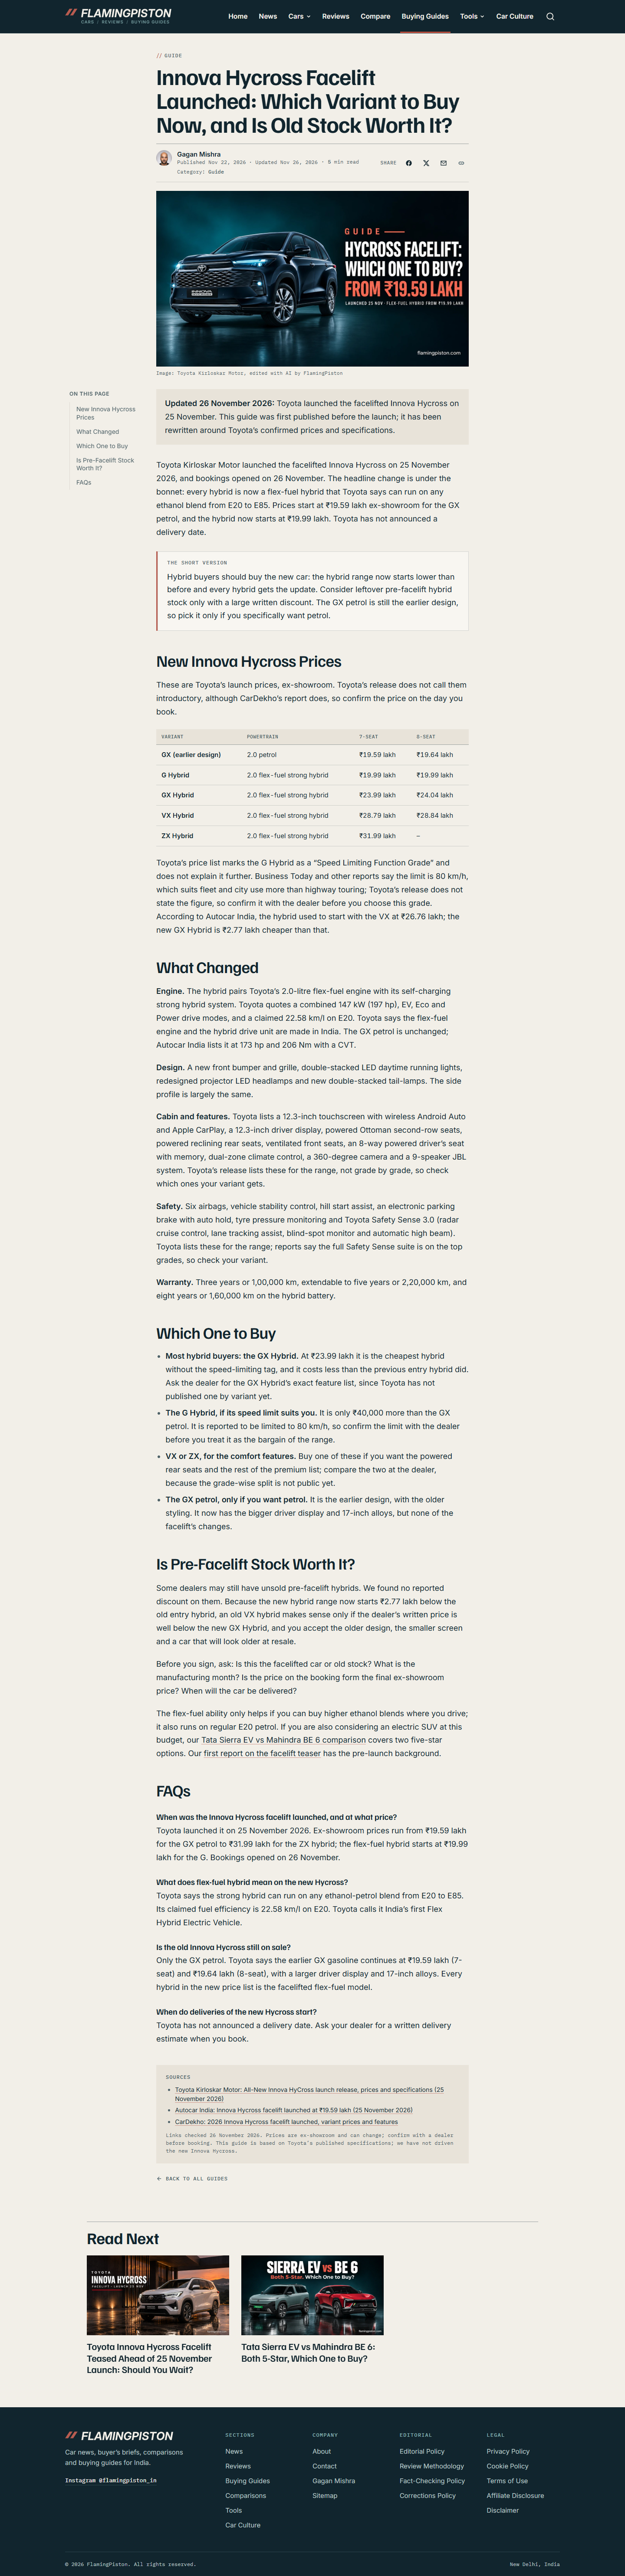 FLAMINGPISTON
CARS / REVIEWS / BUYING GUIDES
Home
News
Cars
Reviews
Compare
Buying Guides
Tools
Car Culture
// GUIDE
Innova Hycross Facelift
Launched: Which Variant to Buy
Now, and Is Old Stock Worth It?
Gagan Mishra
Published Nov 22, 2026 · Updated Nov 26, 2026 · 5 min read
Category: Guide
SHARE
GUIDE
HYCROSS FACELIFT:
WHICH ONE TO BUY?
FROM ₹19.59 LAKH
LAUNCHED 25 NOV · FLEX-FUEL HYBRID FROM ₹19.99 LAKH
flamingpiston.com
Image: Toyota Kirloskar Motor, edited with AI by FlamingPiston
ON THIS PAGE
New Innova Hycross
Prices
What Changed
Which One to Buy
Is Pre-Facelift Stock
Worth It?
FAQs
Updated 26 November 2026: Toyota launched the facelifted Innova Hycross on
25 November. This guide was first published before the launch; it has been
rewritten around Toyota's confirmed prices and specifications.
Toyota Kirloskar Motor launched the facelifted Innova Hycross on 25 November
2026, and bookings opened on 26 November. The headline change is under the
bonnet: every hybrid is now a flex-fuel hybrid that Toyota says can run on any
ethanol blend from E20 to E85. Prices start at ₹19.59 lakh ex-showroom for the GX
petrol, and the hybrid now starts at ₹19.99 lakh. Toyota has not announced a
delivery date.
THE SHORT VERSION
Hybrid buyers should buy the new car: the hybrid range now starts lower than
before and every hybrid gets the update. Consider leftover pre-facelift hybrid
stock only with a large written discount. The GX petrol is still the earlier design,
so pick it only if you specifically want petrol.
New Innova Hycross Prices
These are Toyota's launch prices, ex-showroom. Toyota's release does not call them
introductory, although CarDekho's report does, so confirm the price on the day you
book.
VARIANT POWERTRAIN 7-SEAT 8-SEAT
GX (earlier design) 2.0 petrol ₹19.59 lakh ₹19.64 lakh
G Hybrid 2.0 flex-fuel strong hybrid ₹19.99 lakh ₹19.99 lakh
GX Hybrid 2.0 flex-fuel strong hybrid ₹23.99 lakh ₹24.04 lakh
VX Hybrid 2.0 flex-fuel strong hybrid ₹28.79 lakh ₹28.84 lakh
ZX Hybrid 2.0 flex-fuel strong hybrid ₹31.99 lakh –
Toyota's price list marks the G Hybrid as a "Speed Limiting Function Grade" and
does not explain it further. Business Today and other reports say the limit is 80 km/h,
which suits fleet and city use more than highway touring; Toyota's release does not
state the figure, so confirm it with the dealer before you choose this grade.
According to Autocar India, the hybrid used to start with the VX at ₹26.76 lakh; the
new GX Hybrid is ₹2.77 lakh cheaper than that.
What Changed
Engine. The hybrid pairs Toyota's 2.0-litre flex-fuel engine with its self-charging
strong hybrid system. Toyota quotes a combined 147 kW (197 hp), EV, Eco and
Power drive modes, and a claimed 22.58 km/l on E20. Toyota says the flex-fuel
engine and the hybrid drive unit are made in India. The GX petrol is unchanged;
Autocar India lists it at 173 hp and 206 Nm with a CVT.
Design. A new front bumper and grille, double-stacked LED daytime running lights,
redesigned projector LED headlamps and new double-stacked tail-lamps. The side
profile is largely the same.
Cabin and features. Toyota lists a 12.3-inch touchscreen with wireless Android Auto
and Apple CarPlay, a 12.3-inch driver display, powered Ottoman second-row seats,
powered reclining rear seats, ventilated front seats, an 8-way powered driver's seat
with memory, dual-zone climate control, a 360-degree camera and a 9-speaker JBL
system. Toyota's release lists these for the range, not grade by grade, so check
which ones your variant gets.
Safety. Six airbags, vehicle stability control, hill start assist, an electronic parking
brake with auto hold, tyre pressure monitoring and Toyota Safety Sense 3.0 (radar
cruise control, lane tracking assist, blind-spot monitor and automatic high beam).
Toyota lists these for the range; reports say the full Safety Sense suite is on the top
grades, so check your variant.
Warranty. Three years or 1,00,000 km, extendable to five years or 2,20,000 km, and
eight years or 1,60,000 km on the hybrid battery.
Which One to Buy
• Most hybrid buyers: the GX Hybrid. At ₹23.99 lakh it is the cheapest hybrid
without the speed-limiting tag, and it costs less than the previous entry hybrid did.
Ask the dealer for the GX Hybrid's exact feature list, since Toyota has not
published one by variant yet.
• The G Hybrid, if its speed limit suits you. It is only ₹40,000 more than the GX
petrol. It is reported to be limited to 80 km/h, so confirm the limit with the dealer
before you treat it as the bargain of the range.
• VX or ZX, for the comfort features. Buy one of these if you want the powered
rear seats and the rest of the premium list; compare the two at the dealer,
because the grade-wise split is not public yet.
• The GX petrol, only if you want petrol. It is the earlier design, with the older
styling. It now has the bigger driver display and 17-inch alloys, but none of the
facelift's changes.
Is Pre-Facelift Stock Worth It?
Some dealers may still have unsold pre-facelift hybrids. We found no reported
discount on them. Because the new hybrid range now starts ₹2.77 lakh below the
old entry hybrid, an old VX hybrid makes sense only if the dealer's written price is
well below the new GX Hybrid, and you accept the older design, the smaller screen
and a car that will look older at resale.
Before you sign, ask: Is this the facelifted car or old stock? What is the
manufacturing month? Is the price on the booking form the final ex-showroom
price? When will the car be delivered?
The flex-fuel ability only helps if you can buy higher ethanol blends where you drive;
it also runs on regular E20 petrol. If you are also considering an electric SUV at this
budget, our Tata Sierra EV vs Mahindra BE 6 comparison covers two five-star
options. Our first report on the facelift teaser has the pre-launch background.
FAQs
When was the Innova Hycross facelift launched, and at what price?
Toyota launched it on 25 November 2026. Ex-showroom prices run from ₹19.59 lakh
for the GX petrol to ₹31.99 lakh for the ZX hybrid; the flex-fuel hybrid starts at ₹19.99
lakh for the G. Bookings opened on 26 November.
What does flex-fuel hybrid mean on the new Hycross?
Toyota says the strong hybrid can run on any ethanol-petrol blend from E20 to E85.
Its claimed fuel efficiency is 22.58 km/l on E20. Toyota calls it India's first Flex
Hybrid Electric Vehicle.
Is the old Innova Hycross still on sale?
Only the GX petrol. Toyota says the earlier GX gasoline continues at ₹19.59 lakh (7-
seat) and ₹19.64 lakh (8-seat), with a larger driver display and 17-inch alloys. Every
hybrid in the new price list is the facelifted flex-fuel model.
When do deliveries of the new Hycross start?
Toyota has not announced a delivery date. Ask your dealer for a written delivery
estimate when you book.
SOURCES
• Toyota Kirloskar Motor: All-New Innova HyCross launch release, prices and specifications (25
November 2026)
• Autocar India: Innova Hycross facelift launched at ₹19.59 lakh (25 November 2026)
• CarDekho: 2026 Innova Hycross facelift launched, variant prices and features
Links checked 26 November 2026. Prices are ex-showroom and can change; confirm with a dealer
before booking. This guide is based on Toyota's published specifications; we have not driven
the new Innova Hycross.
← BACK TO ALL GUIDES
Read Next
TOYOTA
INNOVA HYCROSS
FACELIFT · LAUNCH 25 NOV
SIERRA EV VS BE 6
Both 5-Star. Which One to Buy?
Toyota Innova Hycross Facelift
Teased Ahead of 25 November
Launch: Should You Wait?
Tata Sierra EV vs Mahindra BE 6:
Both 5-Star, Which One to Buy?
FLAMINGPISTON
Car news, buyer's briefs, comparisons
and buying guides for India.
Instagram @flamingpiston_in
SECTIONS
News
Reviews
Buying Guides
Comparisons
Tools
Car Culture
COMPANY
About
Contact
Gagan Mishra
Sitemap
EDITORIAL
Editorial Policy
Review Methodology
Fact-Checking Policy
Corrections Policy
LEGAL
Privacy Policy
Cookie Policy
Terms of Use
Affiliate Disclosure
Disclaimer
© 2026 FlamingPiston. All rights reserved.
New Delhi, India